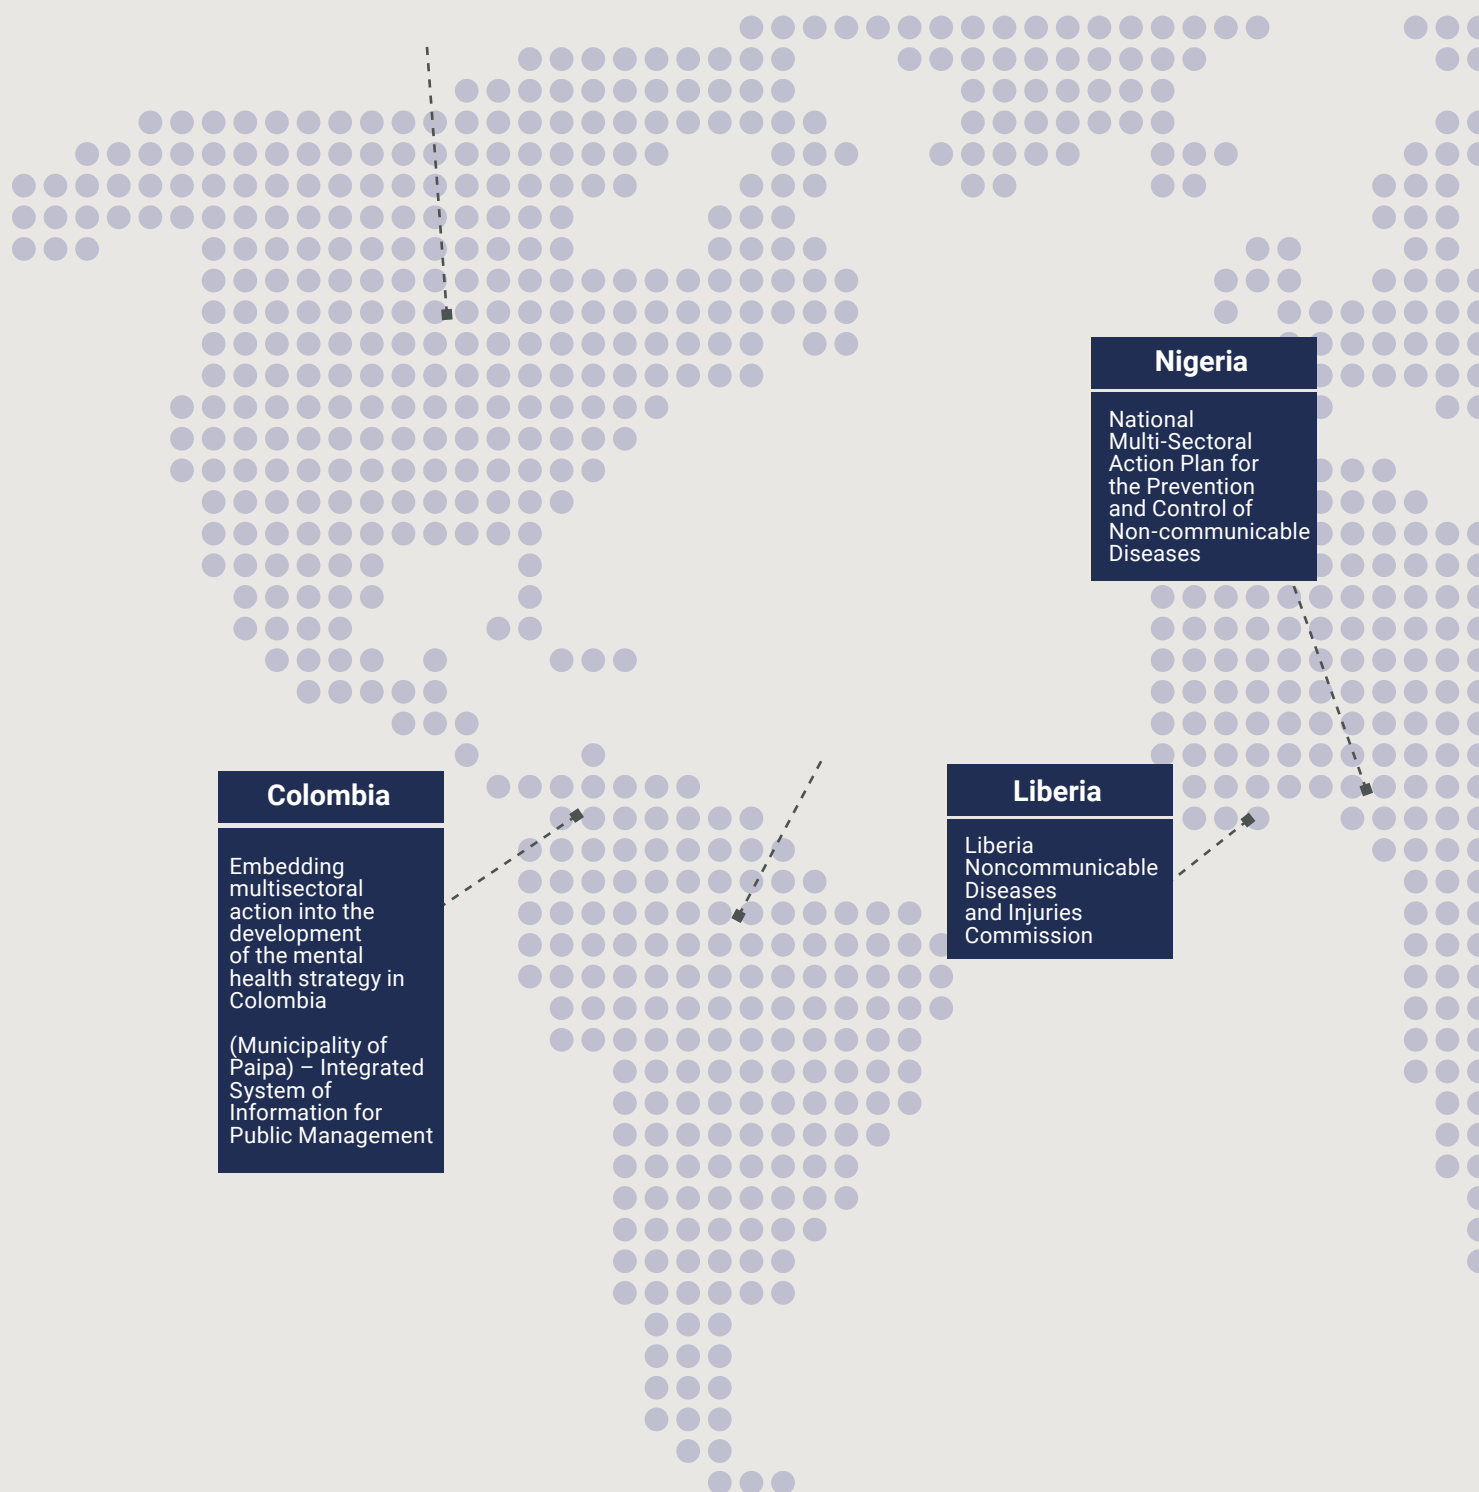 Nigeria
National
Multi-Sectoral
Action Plan for
the Prevention
and Control of
Non-communicable
Diseases
Colombia
Embedding
multisectoral
action into the
development
of the mental
health strategy in
Colombia
(Municipality of
Paipa) – Integrated
System of
Information for
Public Management
Liberia
Liberia
Noncommunicable
Diseases
and Injuries
Commission